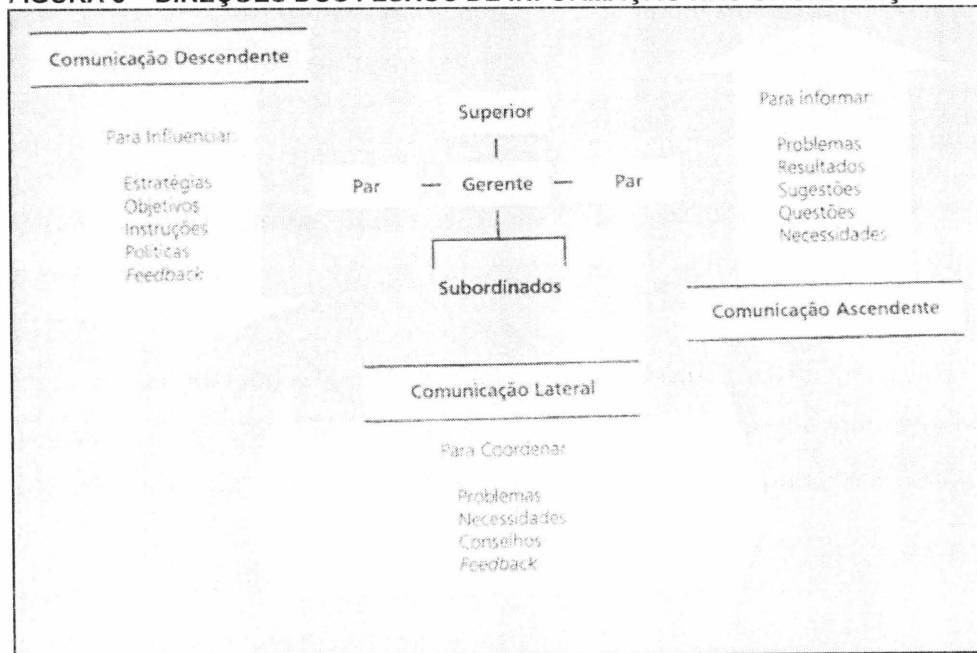 Comunicação Descendente
Para Influenciar:
Estratégias
Objetivos
Instruções
Políticas
Feedback
Superior
Par — Gerente — Par
Subordinados
Para informar:
Problemas
Resultados
Sugestões
Questões
Necessidades
Comunicação Ascendente
Comunicação Lateral
Para Coordenar
Problemas
Necessidades
Conselhos
Feedback